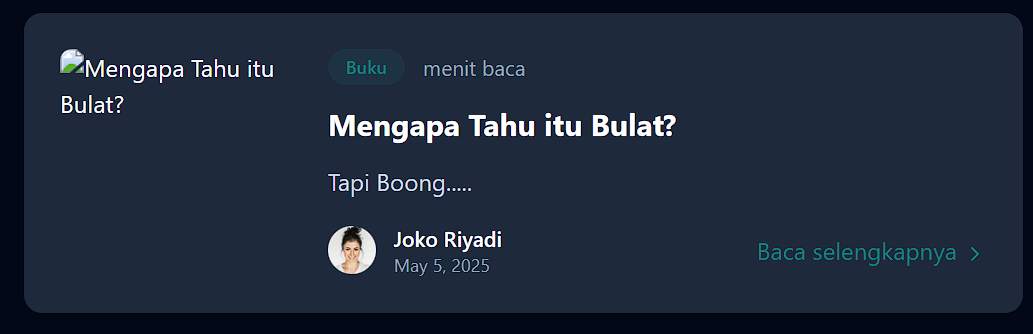 Mengapa Tahu itu
Bulat?
Buku
menit baca
Mengapa Tahu itu Bulat?
Tapi Boong.....
Joko Riyadi
May 5, 2025
Baca selengkapnya